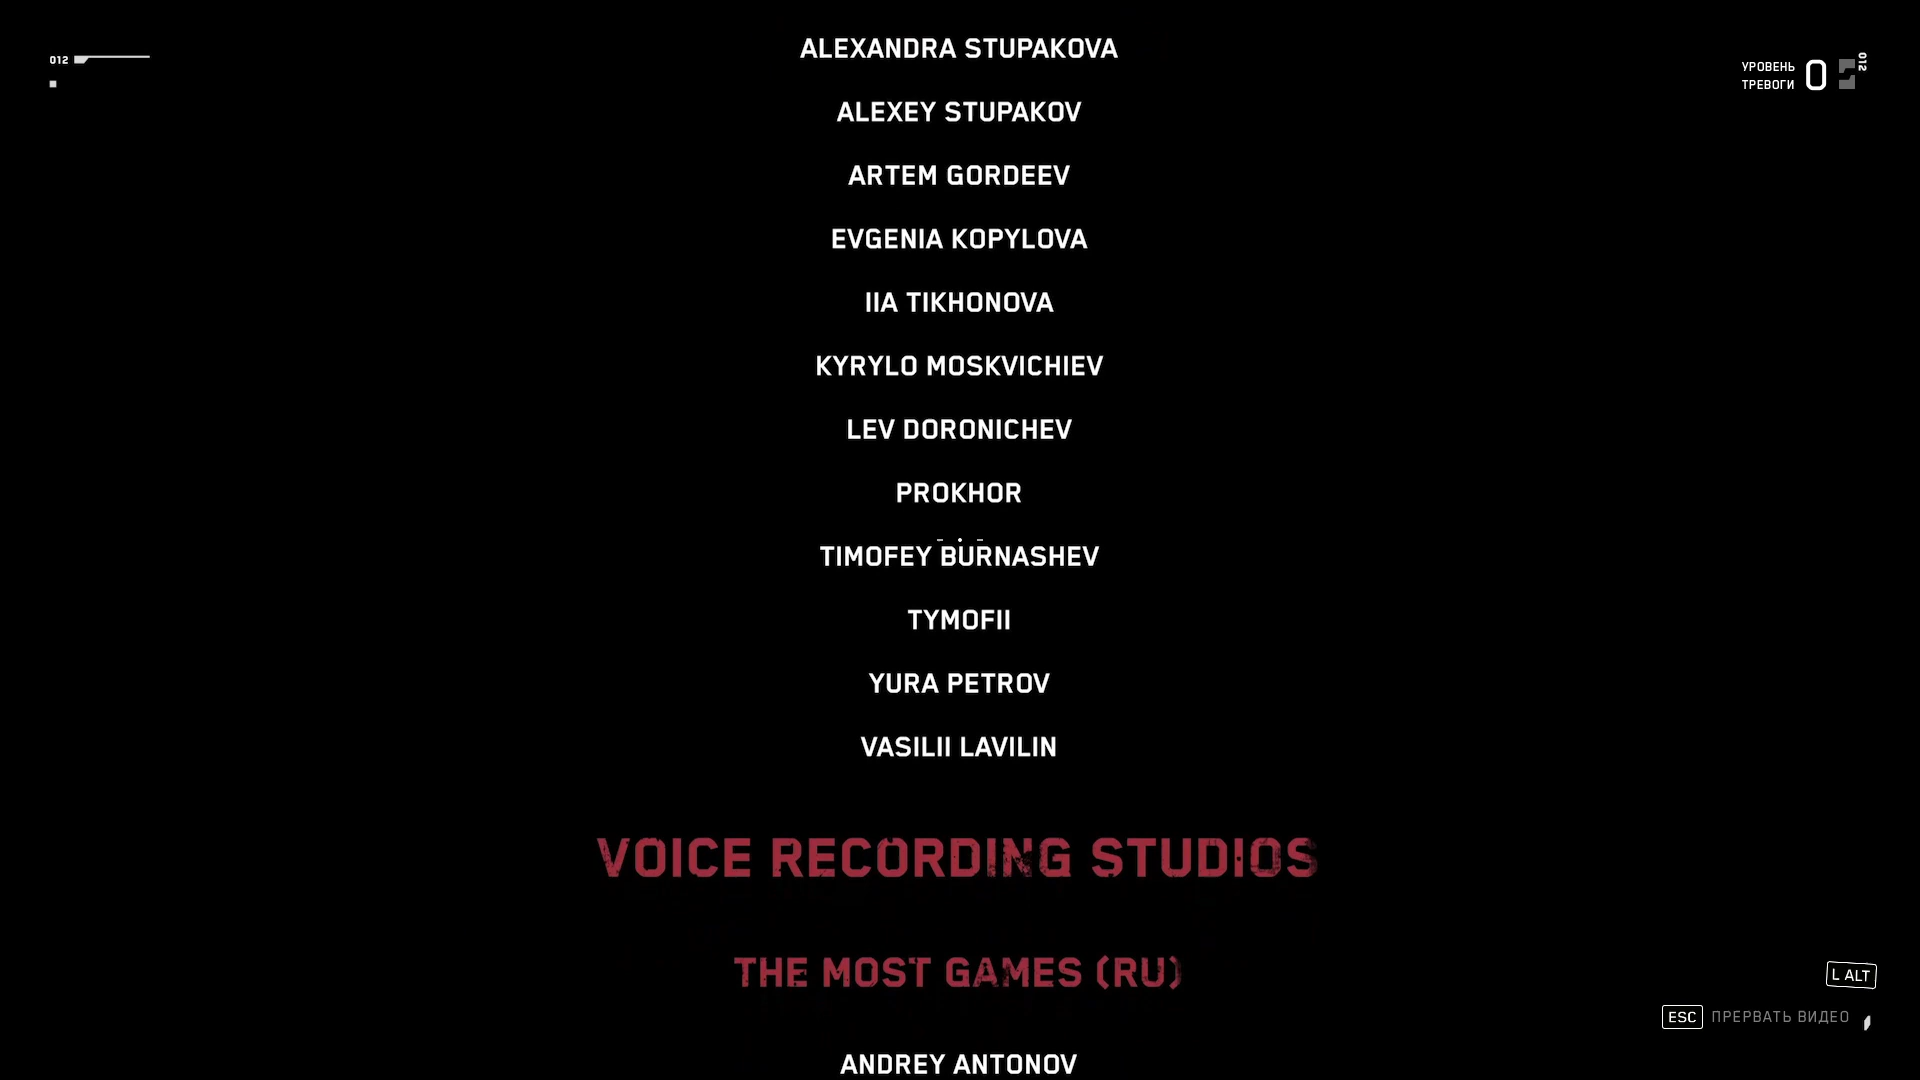 ALEXANDRA STUPAKOVA
012
УРОВЕНЬ
ТРЕВОГИ
0
012
ALEXEY STUPAKOV
ARTEM GORDEEV
EVGENIA KOPYLOVA
IIA TIKHONOVA
KYRYLO MOSKVICHIEV
LEV DORONICHEV
PROKHOR
TIMOFEY BURNASHEV
TYMOFII
YURA PETROV
VASILII LAVILIN
VOICE RECORDING STUDIOS
THE MOST GAMES (RU)
L ALT
ESC ПРЕРВАТЬ ВИДЕО
ANDREY ANTONOV